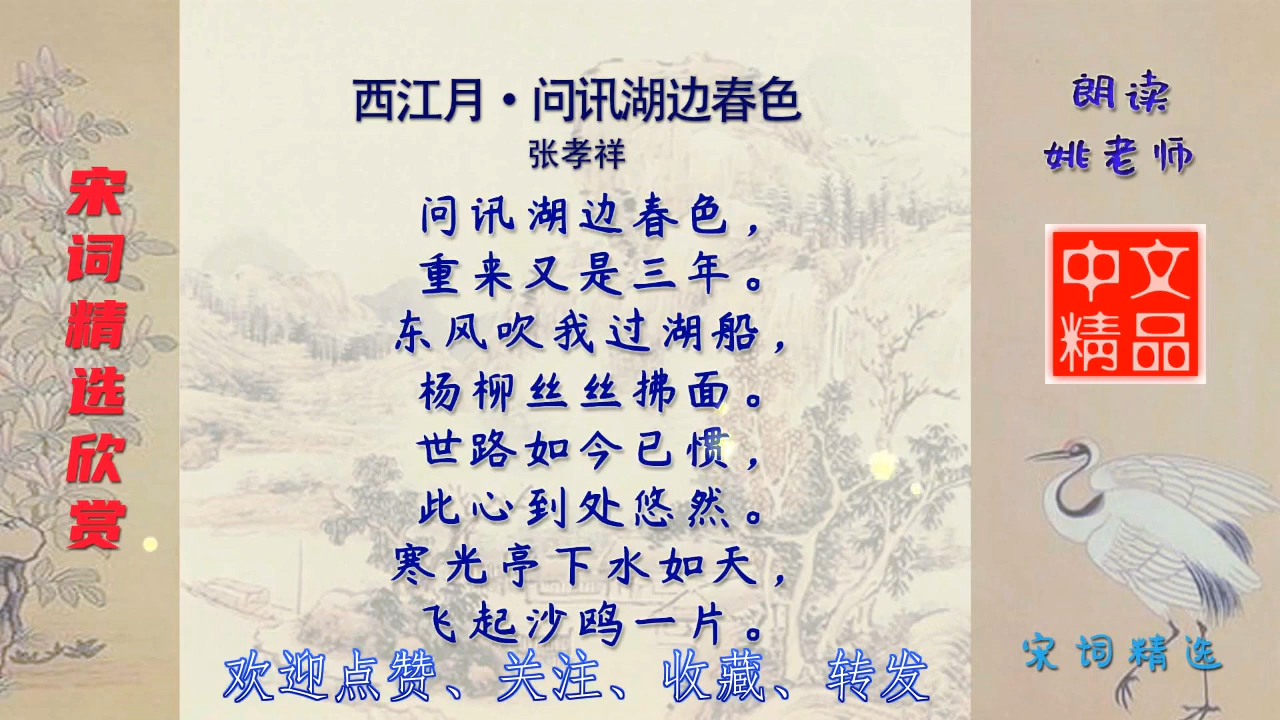 西江月·问讯湖边春色
张孝祥
问讯湖边春色，
重来又是三年。
东风吹我过湖船，
杨柳丝丝拂面。
世路如今已惯，
此心到处悠然。
寒光亭下水如天，
飞起沙鸥一片。
欢迎点赞、关注、收藏、转发
宋词精选欣赏
朗读
姚老师
中文
精品
宋词精选